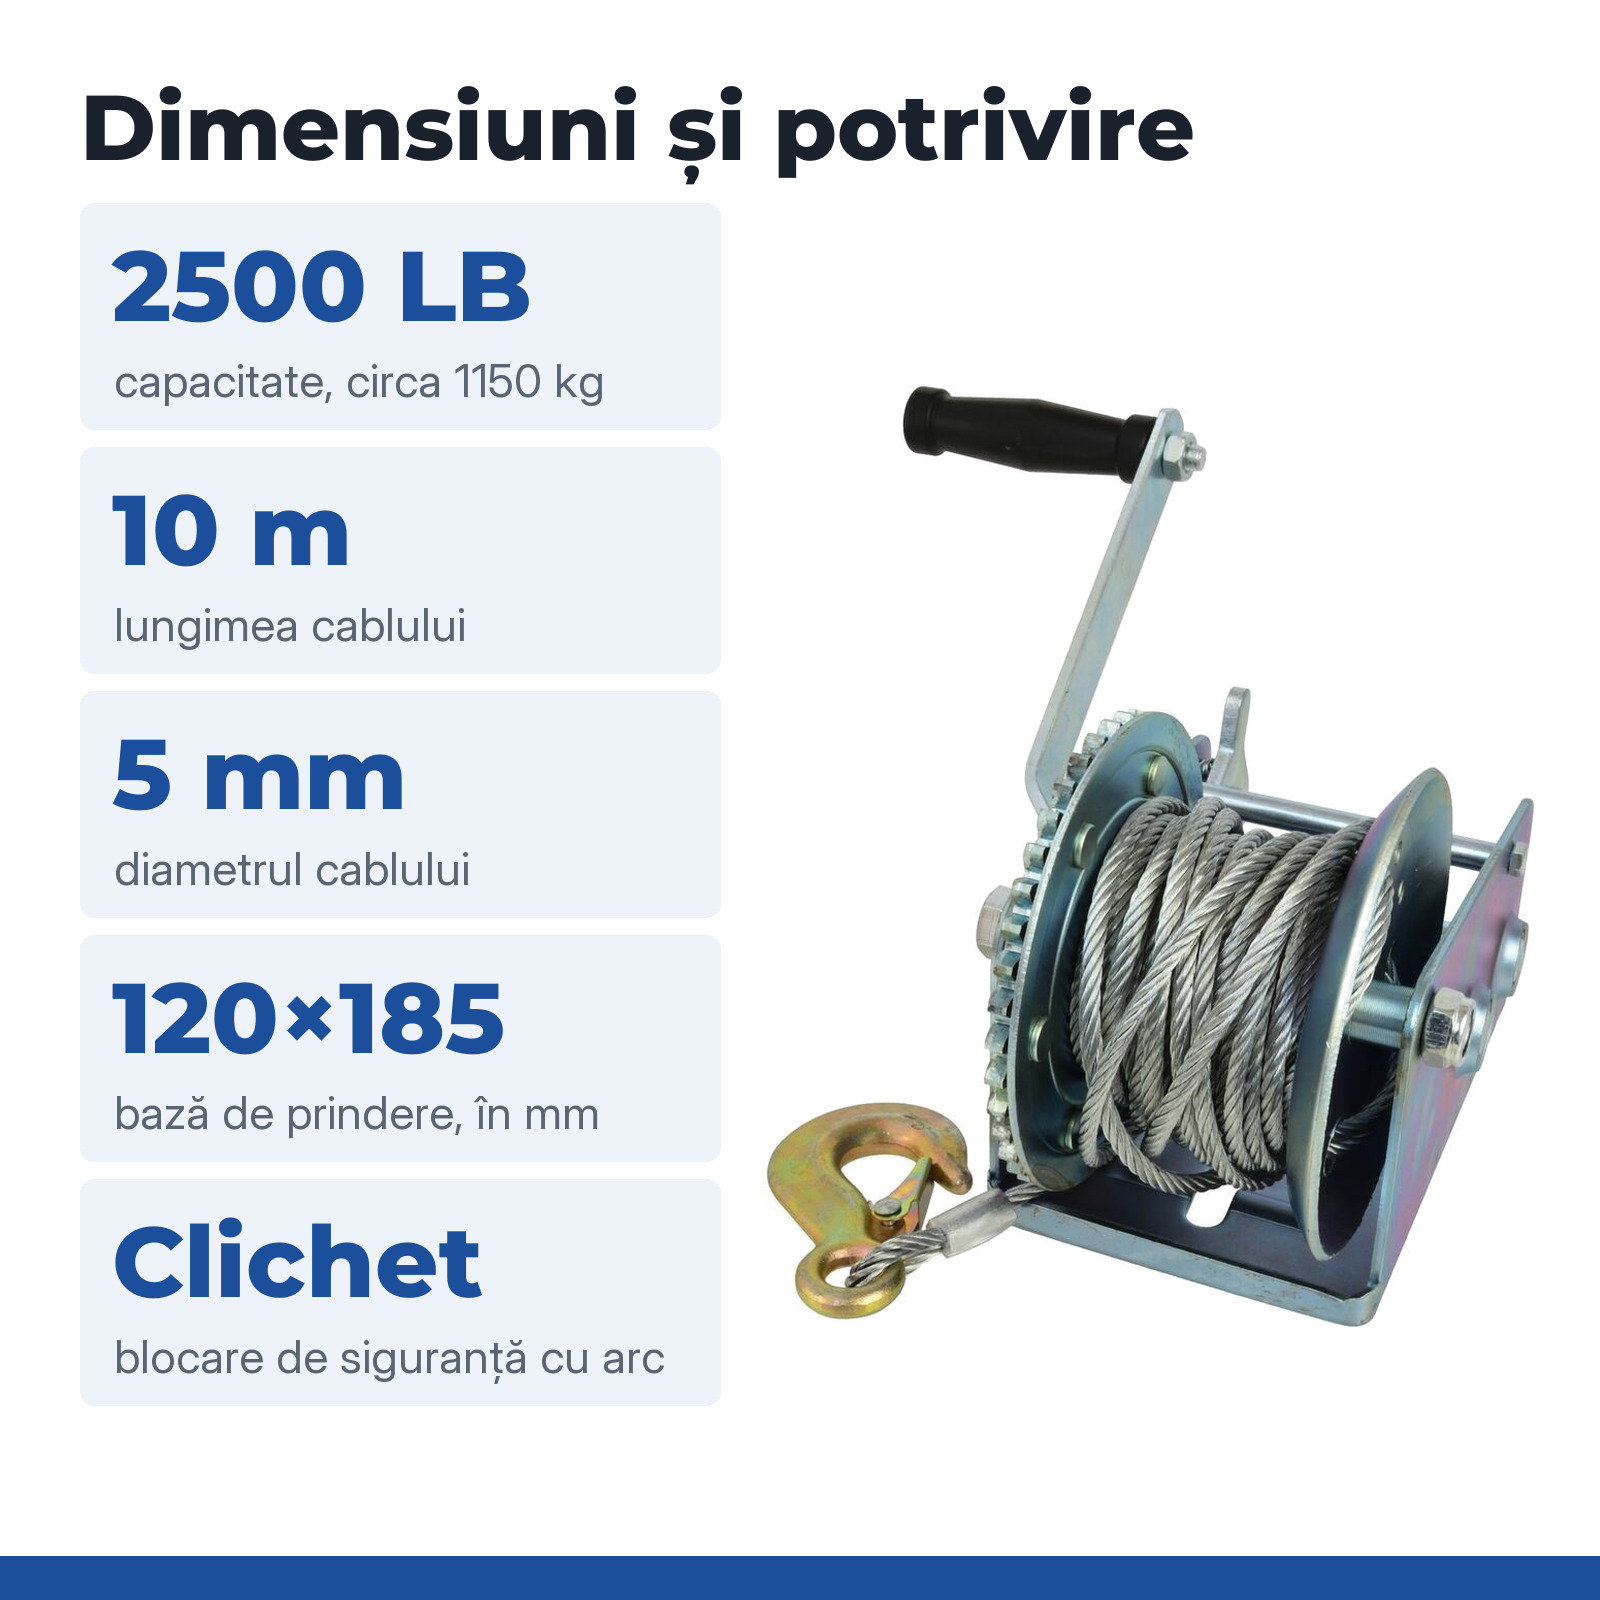 Dimensiuni și potrivire
2500 LB
capacitate, circa 1150 kg
10 m
lungimea cablului
5 mm
diametrul cablului
120×185
bază de prindere, în mm
Clichet
blocare de siguranță cu arc